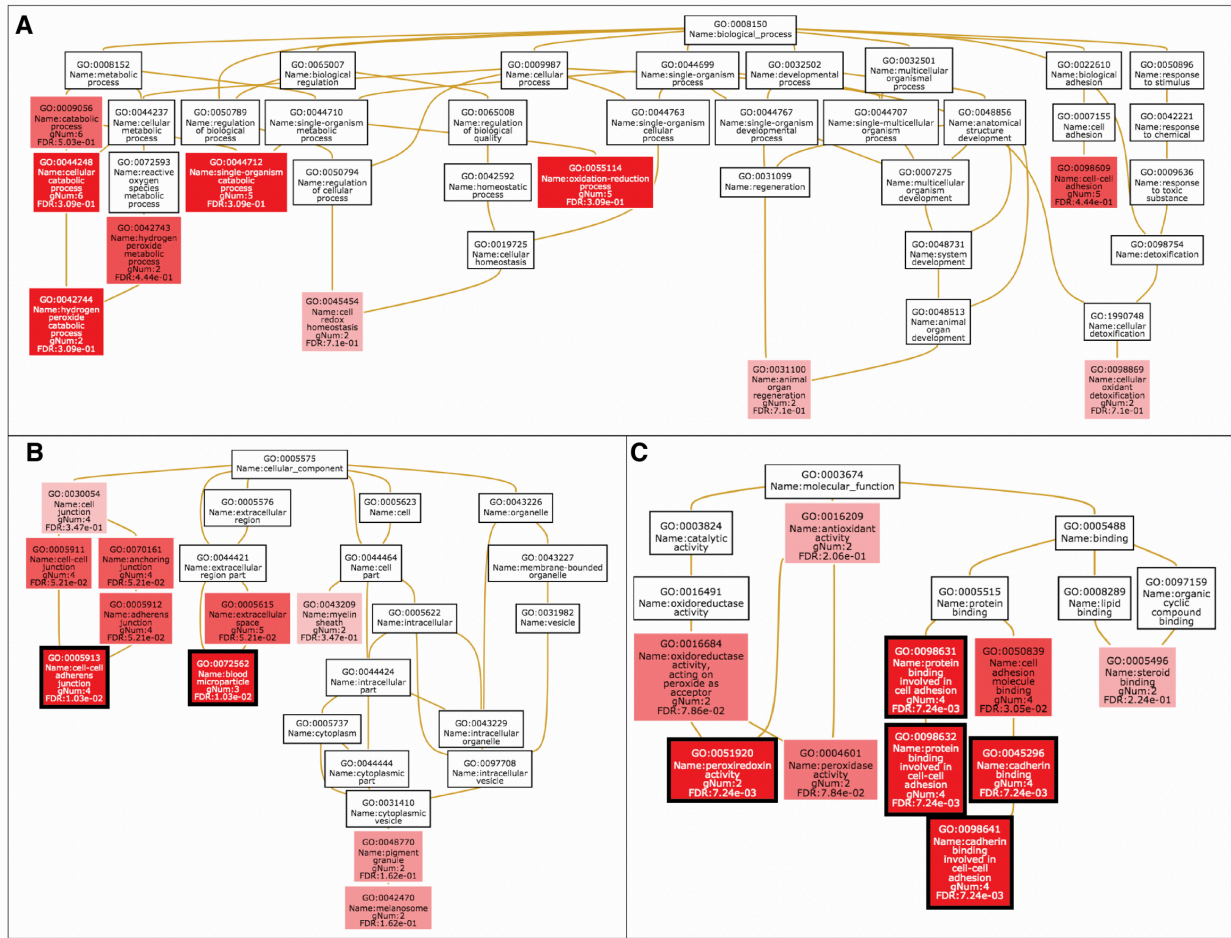 A
GO:0008150
Name:biological_process
GO:0008152
Name:metabolic
process
GO:0065007
Name:biological
regulation
GO:0009987
Name:cellular
process
GO:0044699
Name:single-organism
process
GO:0032502
Name:developmental
process
GO:0032501
Name:multicellular
organismal
process
GO:0022610
Name:biological
adhesion
GO:0050896
Name:response
to stimulus
GO:0009056
Name:catabolic
process
gNum:6
FDR:5.03e-01
GO:0044237
Name:cellular
metabolic
process
GO:0050789
Name:regulation
of biological
process
GO:0044710
Name:single-organism
metabolic
process
GO:0065008
Name:regulation
of biological
quality
GO:0044763
Name:single-organism
cellular
process
GO:0044767
Name:single-organism
developmental
process
GO:0044707
Name:single-multicellular
organism
process
GO:0048856
Name:anatomical
structure
development
GO:0007155
Name:cell
adhesion
GO:0042221
Name:response
to chemical
GO:0044248
Name:cellular
catabolic
process
gNum:6
FDR:3.09e-01
GO:0072593
Name:reactive
oxygen
species
metabolic
process
GO:0044712
Name:single-organism
catabolic
process
gNum:5
FDR:3.09e-01
GO:0050794
Name:regulation
of cellular
process
GO:0042592
Name:homeostatic
process
GO:0055114
Name:oxidation-reduction
process
gNum:5
FDR:3.09e-01
GO:0031099
Name:regeneration
GO:0007275
Name:multicellular
organism
development
GO:0098609
Name:cell-cell
adhesion
gNum:5
FDR:4.44e-01
GO:0009636
Name:response
to toxic
substance
GO:0042743
Name:hydrogen
peroxide
metabolic
process
gNum:2
FDR:4.44e-01
GO:0019725
Name:cellular
homeostasis
GO:0048731
Name:system
development
GO:0098754
Name:detoxification
GO:0042744
Name:hydrogen
peroxide
catabolic
process
gNum:2
FDR:3.09e-01
GO:0045454
Name:cell
redox
homeostasis
gNum:2
FDR:7.1e-01
GO:0048513
Name:animal
organ
development
GO:1990748
Name:cellular
detoxification
GO:0031100
Name:animal
organ
regeneration
gNum:2
FDR:7.1e-01
GO:0098869
Name:cellular
oxidant
detoxification
gNum:2
FDR:7.1e-01
B
GO:0005575
Name:cellular_component
GO:0030054
Name:cell
junction
gNum:4
FDR:3.47e-01
GO:0005576
Name:extracellular
region
GO:0005623
Name:cell
GO:0043226
Name:organelle
GO:0005911
Name:cell-cell
junction
gNum:4
FDR:5.21e-02
GO:0070161
Name:anchoring
junction
gNum:4
FDR:5.21e-02
GO:0044421
Name:extracellular
region part
GO:0044464
Name:cell
part
GO:0043227
Name:membrane-bounded
organelle
GO:0005912
Name:adherens
junction
gNum:4
FDR:5.21e-02
GO:0005615
Name:extracellular
space
gNum:5
FDR:5.21e-02
GO:0043209
Name:myelin
sheath
gNum:2
FDR:3.47e-01
GO:0005622
Name:intracellular
GO:0031982
Name:vesicle
GO:0005913
Name:cell-cell
adherens
junction
gNum:4
FDR:1.03e-02
GO:0072562
Name:blood
microparticle
gNum:3
FDR:1.03e-02
GO:0044424
Name:intracellular
part
GO:0005737
Name:cytoplasm
GO:0043229
Name:intracellular
organelle
GO:0044444
Name:cytoplasmic
part
GO:0097708
Name:intracellular
vesicle
GO:0031410
Name:cytoplasmic
vesicle
GO:0048770
Name:pigment
granule
gNum:2
FDR:1.62e-01
GO:0042470
Name:melanosome
gNum:2
FDR:1.62e-01
C
GO:0003674
Name:molecular_function
GO:0003824
Name:catalytic
activity
GO:0016209
Name:antioxidant
activity
gNum:2
FDR:2.06e-01
GO:0005488
Name:binding
GO:0016491
Name:oxidoreductase
activity
GO:0005515
Name:protein
binding
GO:0008289
Name:lipid
binding
GO:0097159
Name:organic
cyclic
compound
binding
GO:0016684
Name:oxidoreductase
activity,
acting on
peroxide as
acceptor
gNum:2
FDR:7.86e-02
GO:0098631
Name:protein
binding
involved in
cell adhesion
gNum:4
FDR:7.24e-03
GO:0050839
Name:cell
adhesion
molecule
binding
gNum:4
FDR:3.05e-02
GO:0005496
Name:steroid
binding
gNum:2
FDR:2.24e-01
GO:0051920
Name:peroxiredoxin
activity
gNum:2
FDR:7.24e-03
GO:0004601
Name:peroxidase
activity
gNum:2
FDR:7.84e-02
GO:0098632
Name:protein
binding
involved in
cell-cell
adhesion
gNum:4
FDR:7.24e-03
GO:0045296
Name:cadherin
binding
gNum:4
FDR:7.24e-03
GO:0098641
Name:cadherin
binding
involved in
cell-cell
adhesion
gNum:4
FDR:7.24e-03